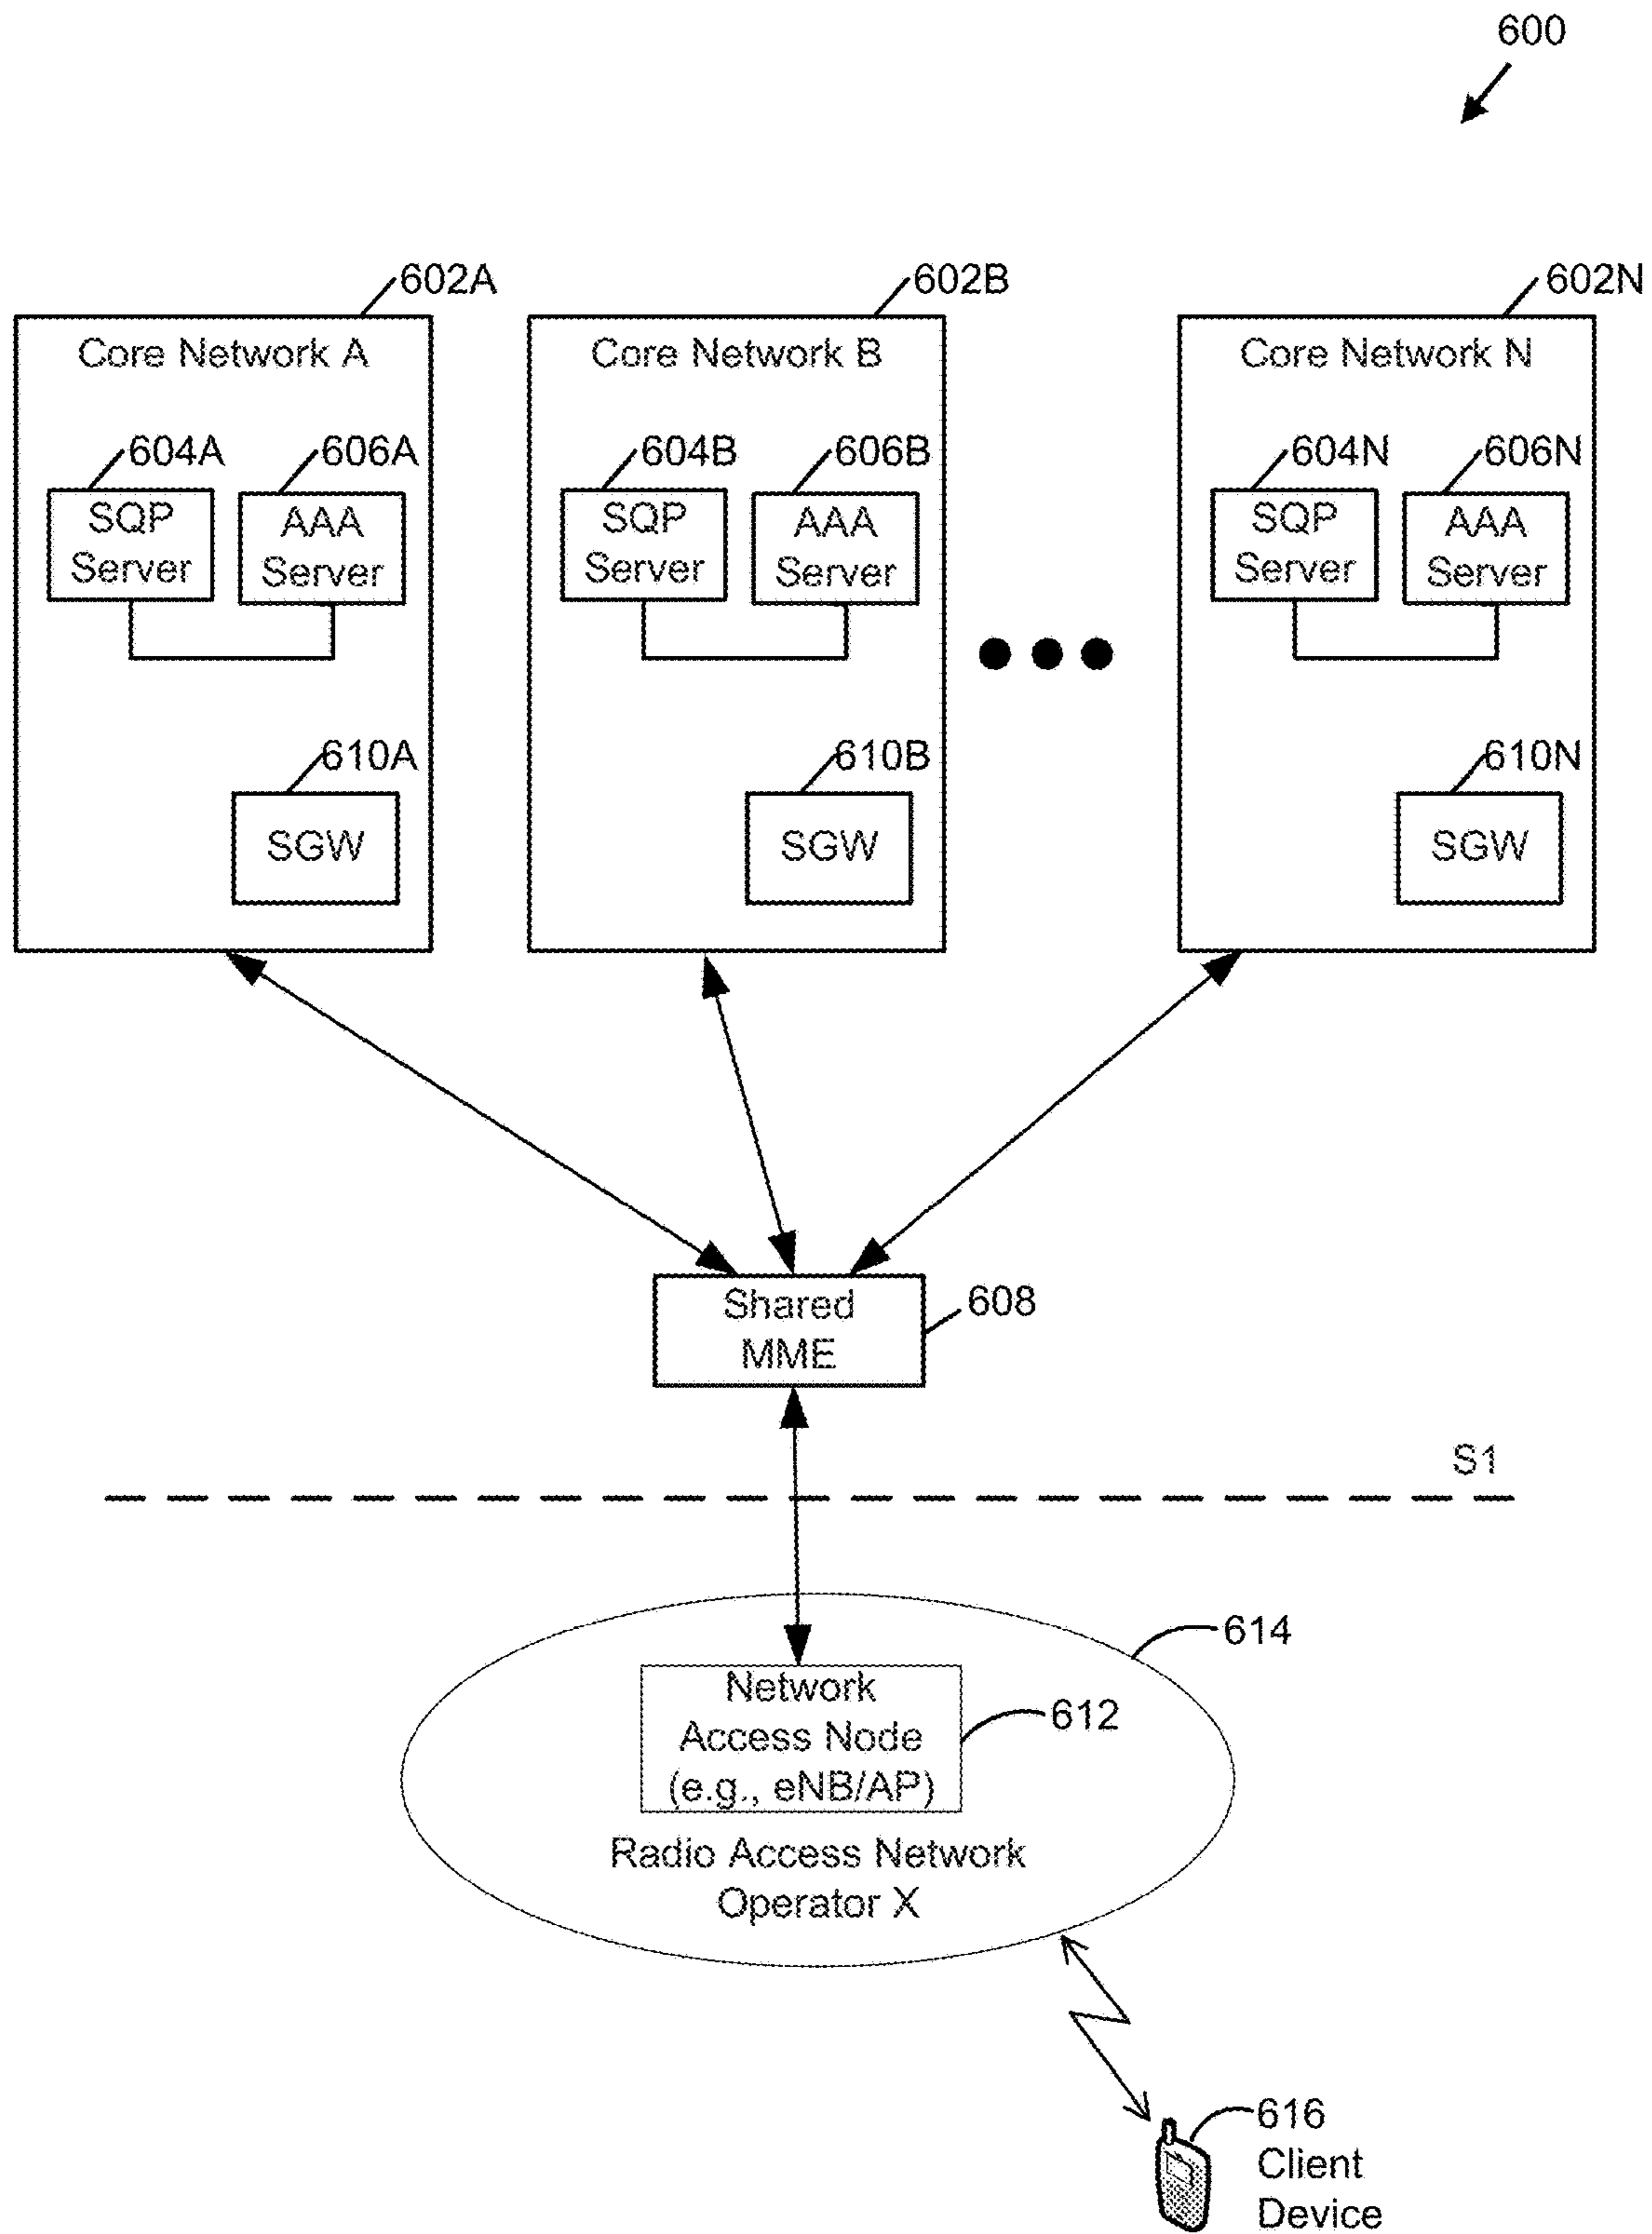 600
602A
602B
602N
Core Network A
Core Network B
Core Network N
604A
606A
604B
606B
604N
606N
SQP
Server
AAA
Server
SQP
Server
AAA
Server
SQP
Server
AAA
Server
610A
610B
610N
SGW
SGW
SGW
Shared
MME
608
S1
614
Network
Access Node
(e.g., eNB/AP)
612
Radio Access Network
Operator X
616
Client
Device